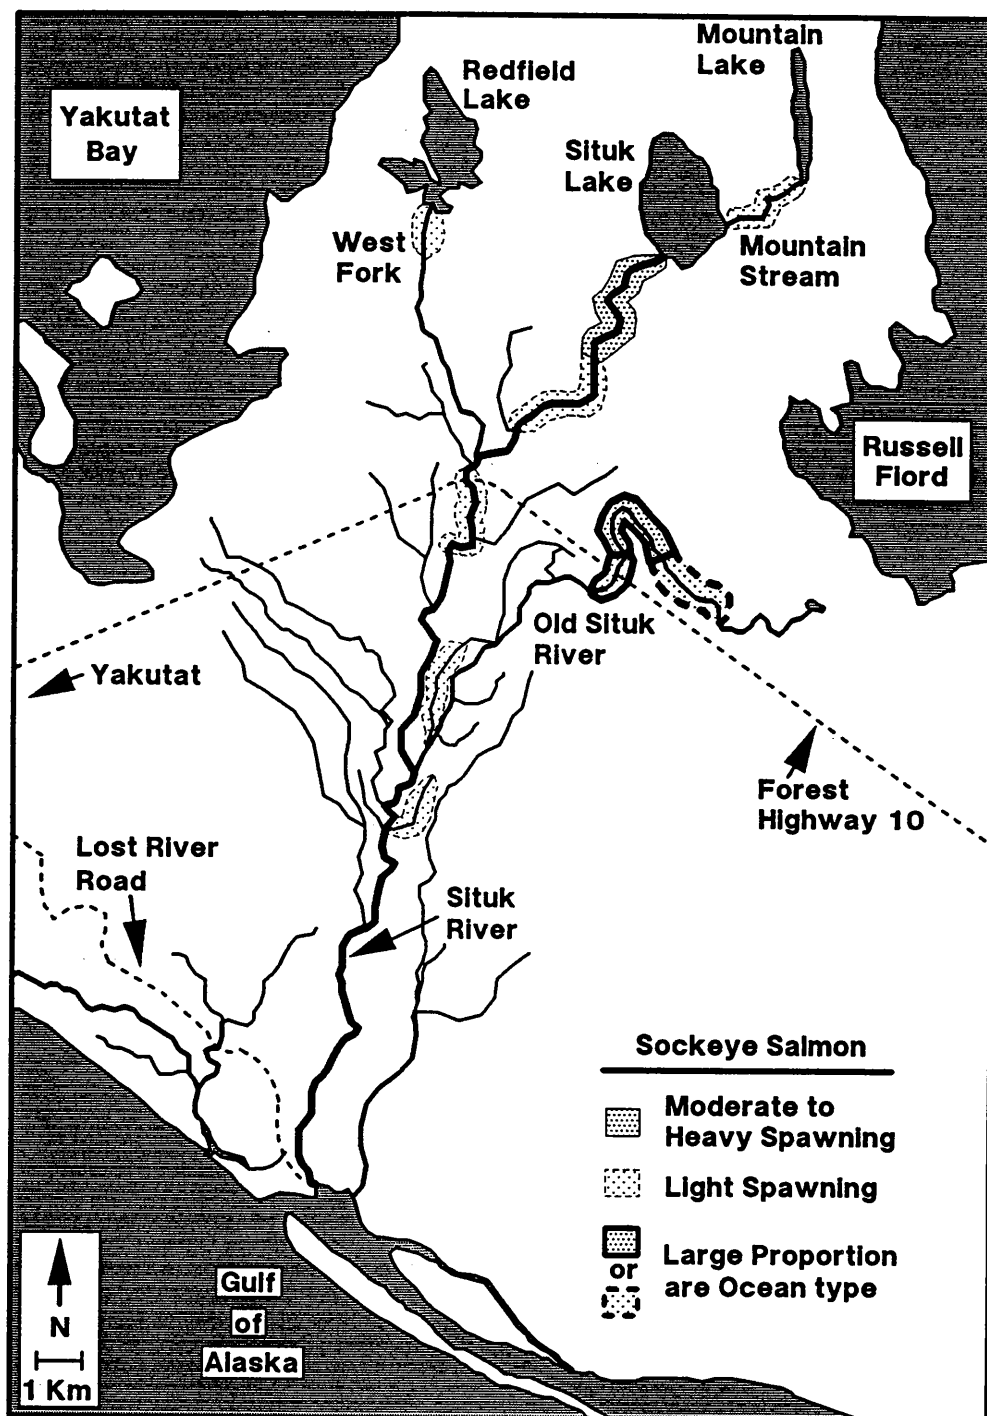 Mountain
Lake
Redfield
Lake
Yakutat
Bay
Situk
Lake
West
Fork
Mountain
Stream
Russell
Fiord
Old Situk
River
Yakutat
Forest
Highway 10
Lost River
Road
Situk
River
Sockeye Salmon
Moderate to
Heavy Spawning
Light Spawning
or
Large Proportion
are Ocean type
Gulf
of
Alaska
N
1 Km